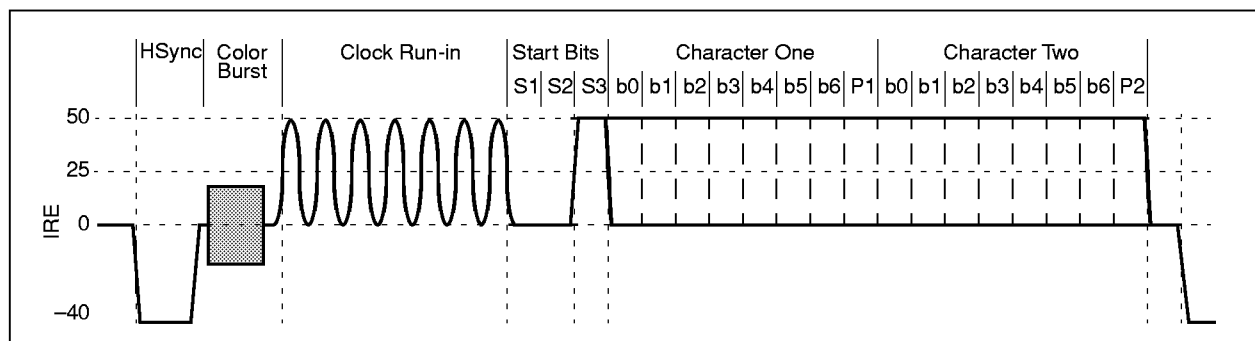 HSync Color Burst Clock Run-in Start Bits Character One Character Two
S1 S2 S3 b0 b1 b2 b3 b4 b5 b6 P1 b0 b1 b2 b3 b4 b5 b6 P2
50
25
0
–40
IRE